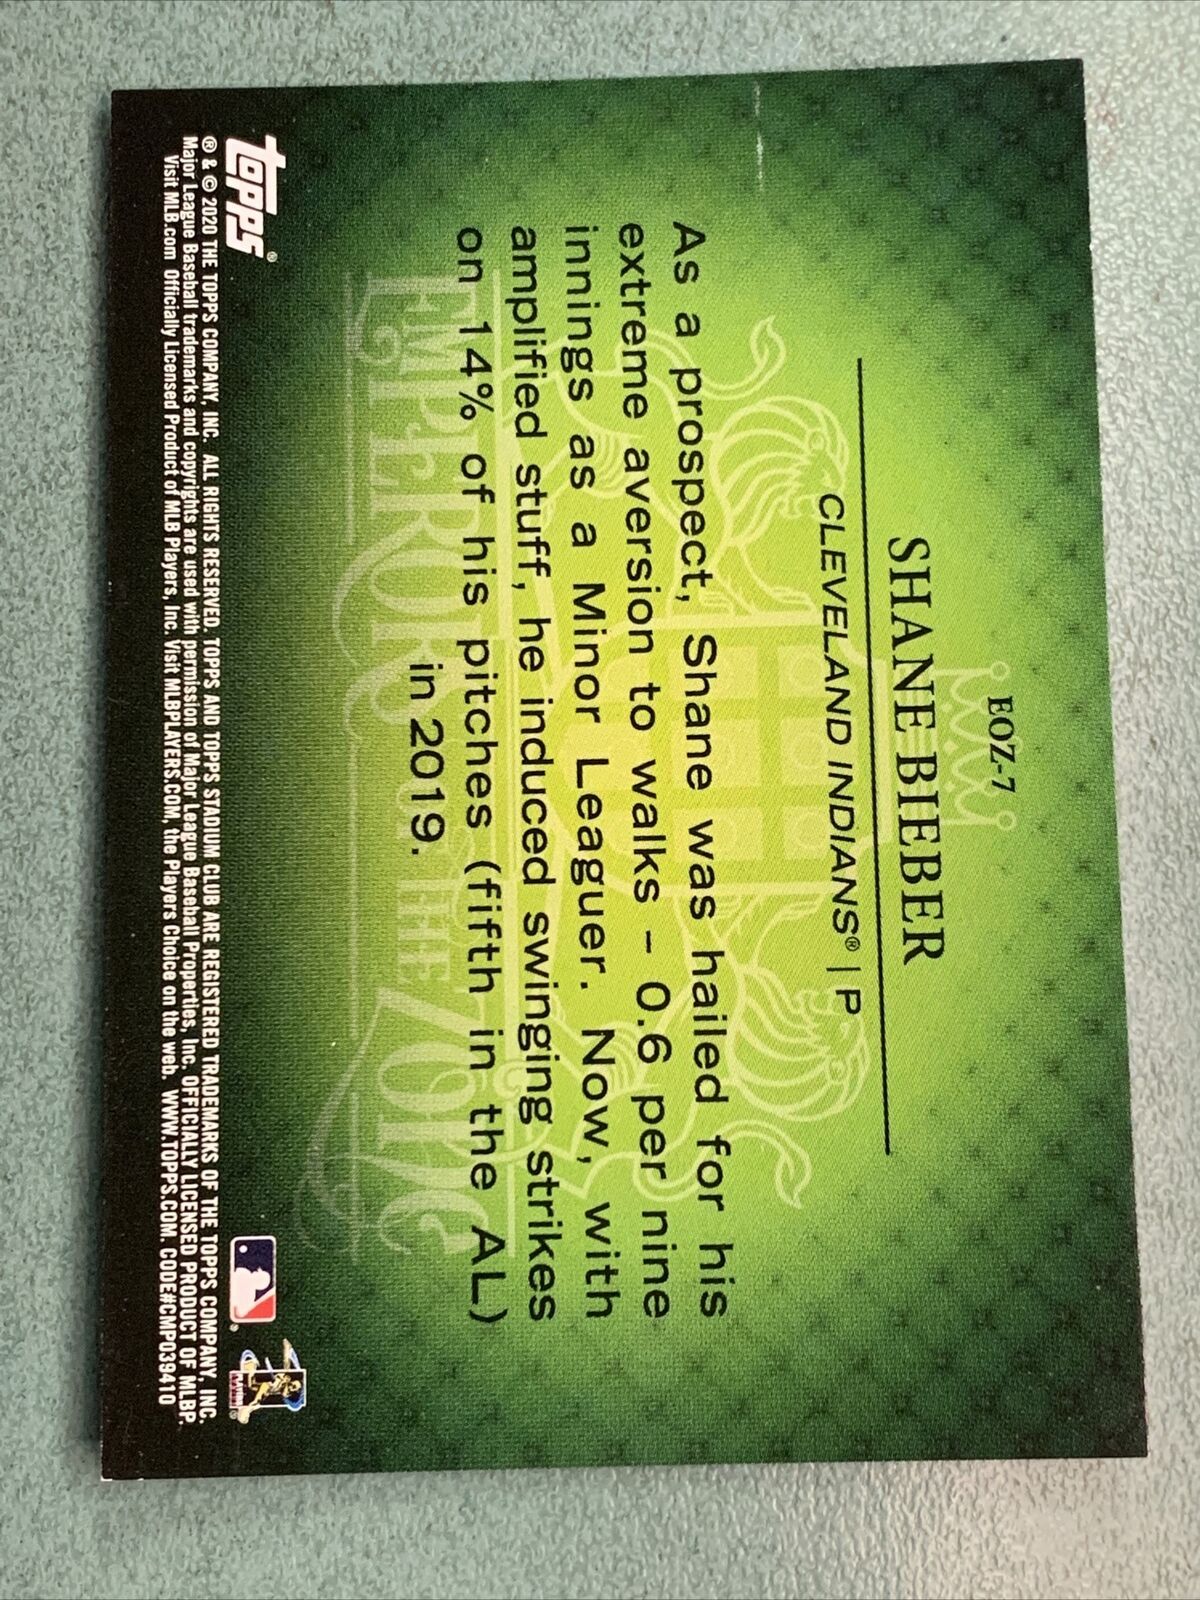 EOZ-7
SHANE BIEBER
CLEVELAND INDIANS® | P
As a prospect, Shane was hailed for his
extreme aversion to walks – 0.6 per nine
innings as a Minor Leaguer. Now, with
amplified stuff, he induced swinging strikes
on 14% of his pitches (fifth in the AL)
in 2019.
EMPERORS OF THE ZONE
topps®
® & © 2020 THE TOPPS COMPANY, INC. ALL RIGHTS RESERVED. TOPPS AND TOPPS STADIUM CLUB ARE REGISTERED TRADEMARKS OF THE TOPPS COMPANY, INC.
Major League Baseball trademarks and copyrights are used with permission of Major League Baseball Properties, Inc. OFFICIALLY LICENSED PRODUCT OF MLBP.
Visit MLB.com Officially Licensed Product of MLB Players, Inc. Visit MLBPLAYERS.COM, the Players Choice on the web. WWW.TOPPS.COM. CODE#CMP039410